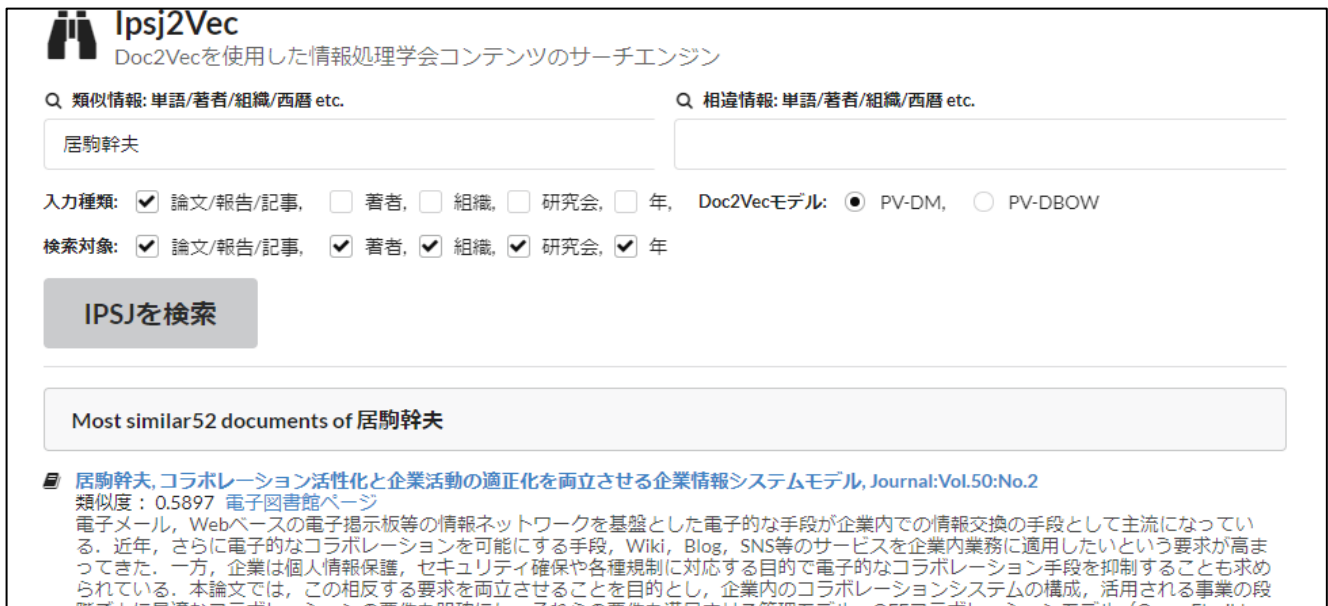 Ipsj2Vec
Doc2Vecを使用した情報処理学会コンテンツのサーチエンジン
類似情報: 単語/著者/組織/西暦 etc.
相違情報: 単語/著者/組織/西暦 etc.
居駒幹夫
入力種類: 論文/報告/記事, 著者, 組織, 研究会, 年, Doc2Vecモデル: PV-DM, PV-DBOW
検索対象: 論文/報告/記事, 著者, 組織, 研究会, 年
IPSJを検索
Most similar52 documents of 居駒幹夫
居駒幹夫, コラボレーション活性化と企業活動の適正化を両立させる企業情報システムモデル, Journal:Vol.50:No.2
類似度： 0.5897 電子図書館ページ
電子メール，Webベースの電子掲示板等の情報ネットワークを基盤とした電子的な手段が企業内での情報交換の手段として主流になってい
る．近年，さらに電子的なコラボレーションを可能にする手段，Wiki，Blog，SNS等のサービスを企業内業務に適用したいという要求が高ま
ってきた．一方，企業は個人情報保護，セキュリティ確保や各種規制に対応する目的で電子的なコラボレーション手段を抑制することも求め
られている．本論文では，この相反する要求を両立させることを目的とし，企業内のコラボレーションシステムの構成，活用される事業の段